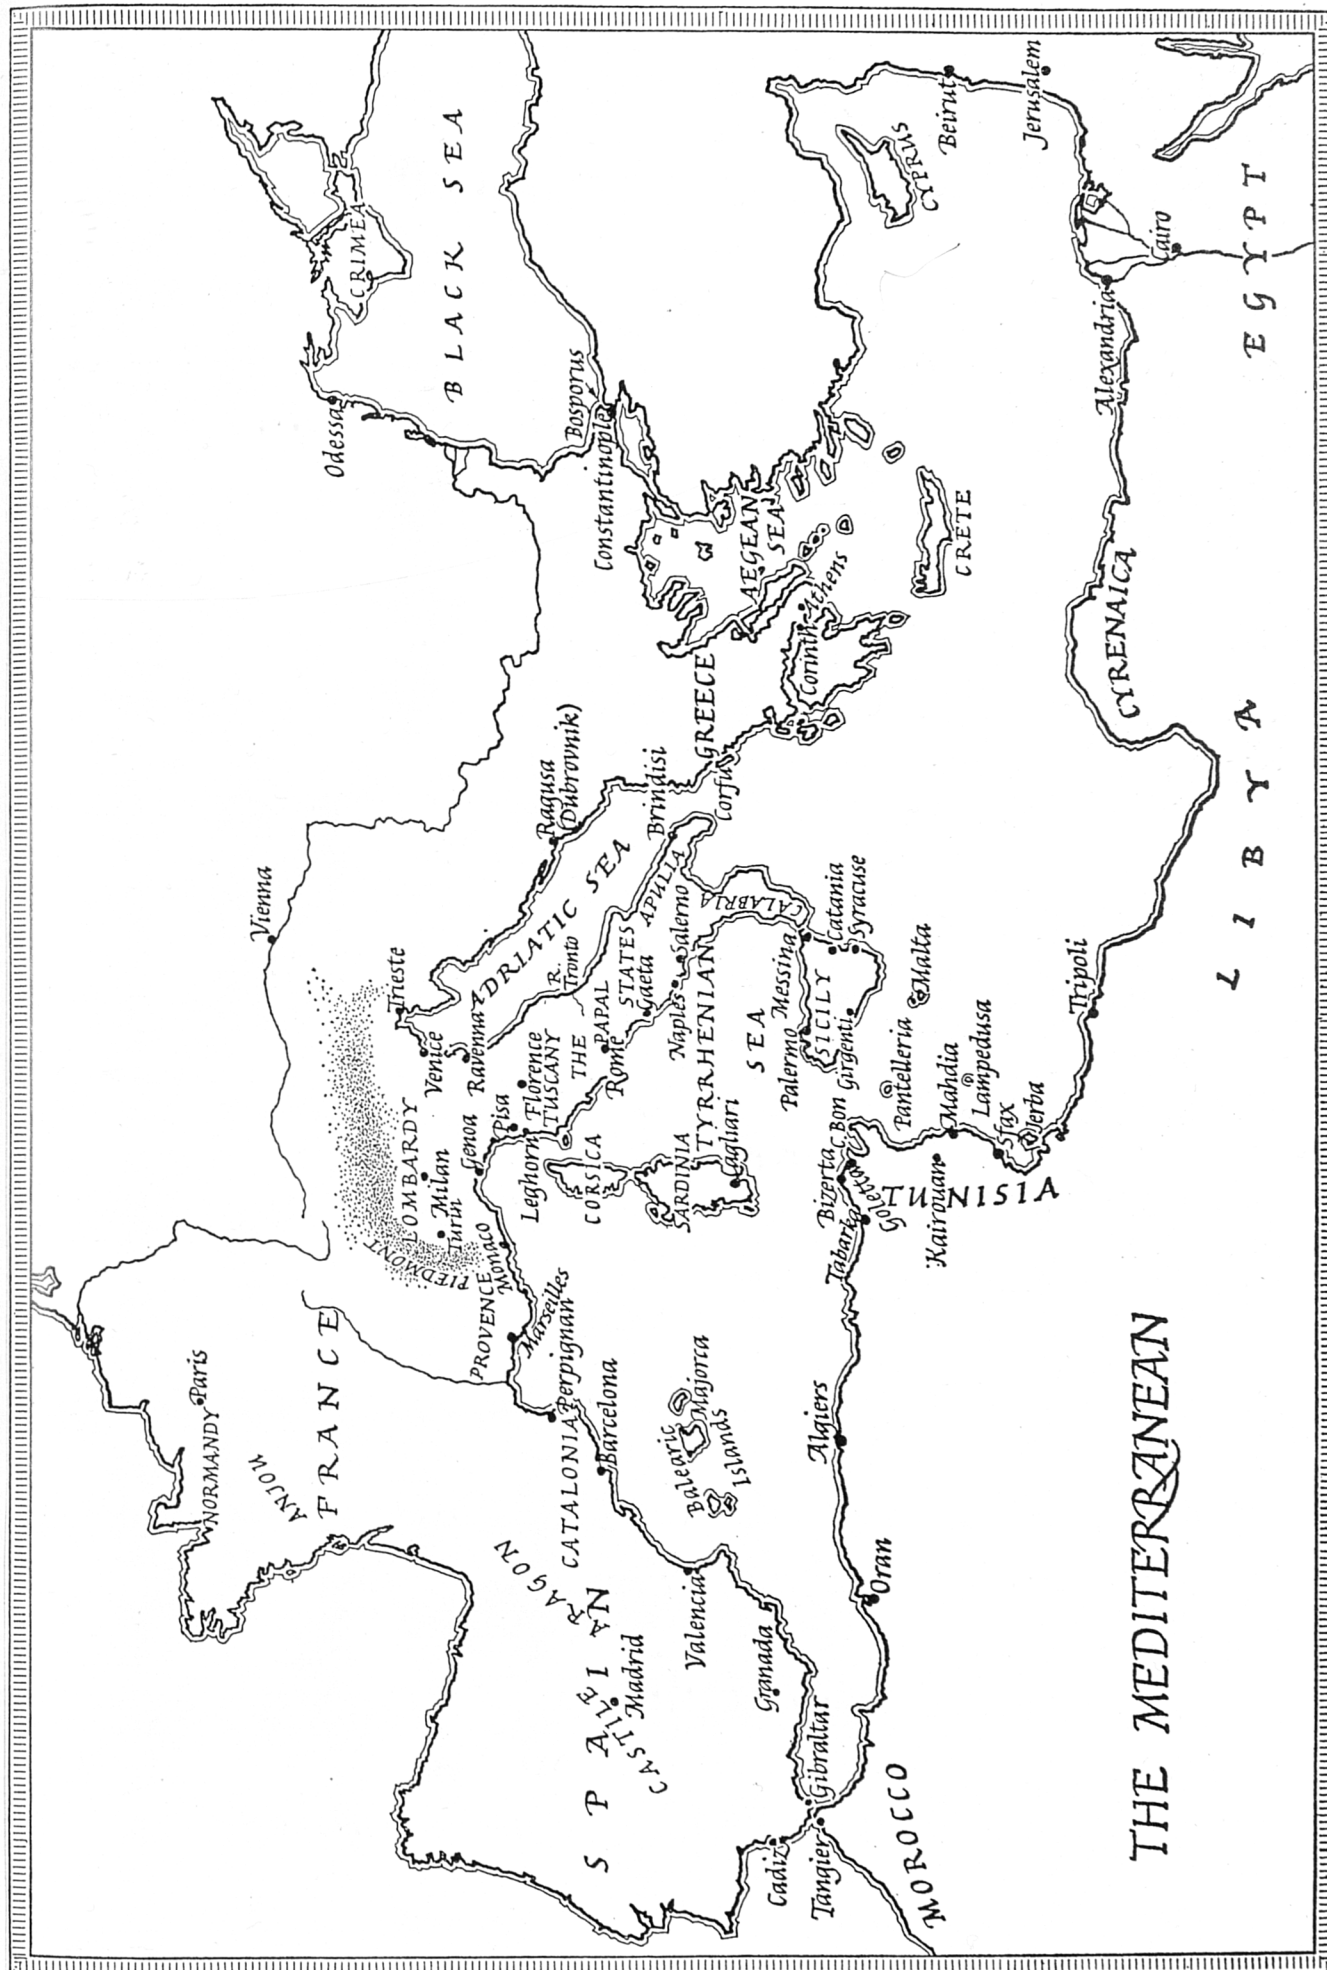 THE MEDITERRANEAN
NORMANDY
Paris
ANJOU
FRANCE
Vienna
Odessa
CRIMEA
BLACK SEA
PIEDMONT
LOMBARDY
Milan
Turin
Trieste
Venice
Ravenna
Genoa
PROVENCE
Monaco
Marseilles
Perpignan
CATALONIA
ARAGON
Barcelona
SPAIN
CASTILE
Madrid
Valencia
Granada
Gibraltar
Cadiz
Tangier
MOROCCO
Balearic
Islands
Majorca
Pisa
Leghorn
Florence
TUSCANY
CORSICA
SARDINIA
Cagliari
THE
PAPAL
STATES
Rome
R.
Tronto
ADRIATIC SEA
Ragusa
(Dubrovnik)
Gaeta
Naples
Salerno
APULIA
Brindisi
CALABRIA
TYRRHENIAN
SEA
Palermo
Messina
SICILY
Catania
Syracuse
Girgenti
Corfu
GREECE
Corinth
Athens
AEGEAN
SEA
Bosporus
Constantinople
CRETE
CYPRUS
Beirut
Jerusalem
Oran
Algiers
Tabarka
Bizerta
Goletta
C. Bon
Kairouan
TUNISIA
Pantelleria
Mahdia
Lampedusa
Sfax
Djerba
Malta
Tripoli
LIBYA
CYRENAICA
Alexandria
Cairo
EGYPT